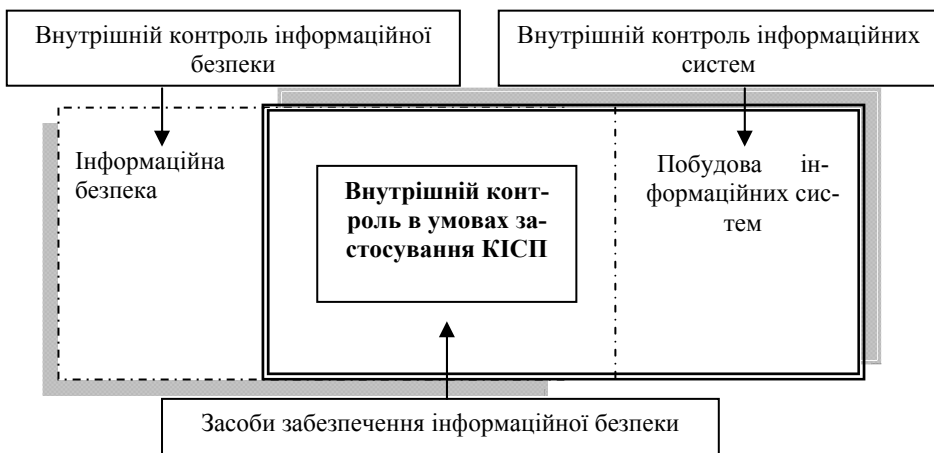 Внутрішній контроль інформаційної
безпеки
Внутрішній контроль інформаційних
систем
Інформаційна
безпека
Внутрішній конт-
роль в умовах за-
стосування КІСП
Побудова ін-
формаційних сис-
тем
Засоби забезпечення інформаційної безпеки